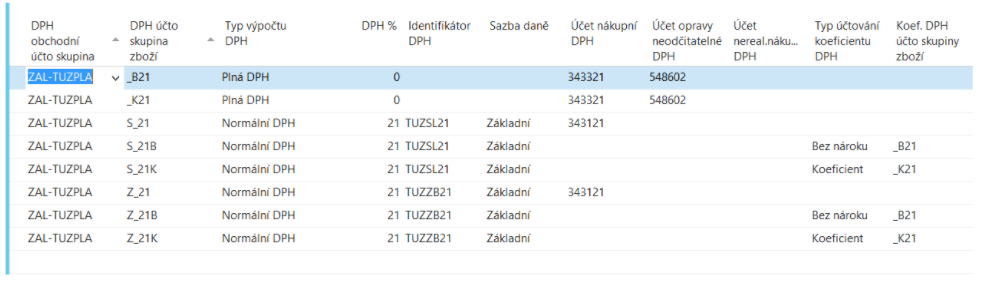 DPH obchodní účto skupina DPH účto skupina zboží Typ výpočtu DPH DPH % Identifikátor DPH Sazba daně Účet nákupní DPH Účet opravy neodčitatelné DPH Účet nereal.náku... DPH Typ účtování koeficientu DPH Koef. DPH účto skupiny zboží
ZAL-TUZPLA _B21 Plná DPH 0 343321 548602
ZAL-TUZPLA _K21 Plná DPH 0 343321 548602
ZAL-TUZPLA S_21 Normální DPH 21 TUZSL21 Základní 343121
ZAL-TUZPLA S_21B Normální DPH 21 TUZSL21 Základní Bez nároku _B21
ZAL-TUZPLA S_21K Normální DPH 21 TUZSL21 Základní Koeficient _K21
ZAL-TUZPLA Z_21 Normální DPH 21 TUZZB21 Základní 343121
ZAL-TUZPLA Z_21B Normální DPH 21 TUZZB21 Základní Bez nároku _B21
ZAL-TUZPLA Z_21K Normální DPH 21 TUZZB21 Základní Koeficient _K21